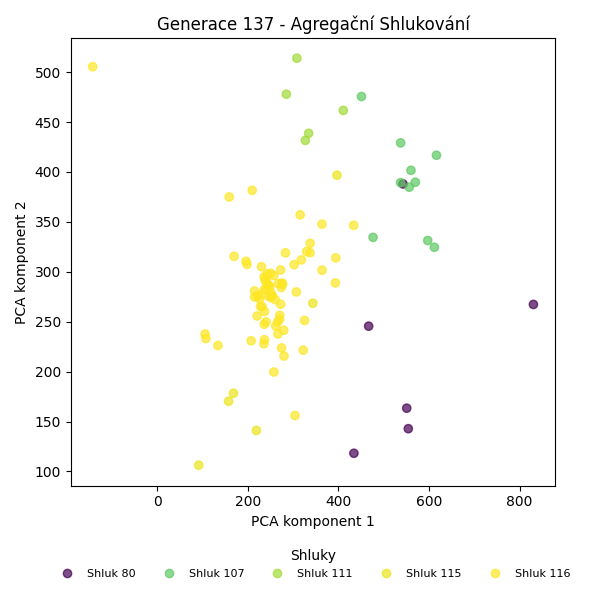 Generace 137 - Agregační Shlukování
500
450
400
350
300
250
200
150
100
PCA komponent 2
0 200 400 600 800
PCA komponent 1
Shluky
Shluk 80 Shluk 107 Shluk 111 Shluk 115 Shluk 116